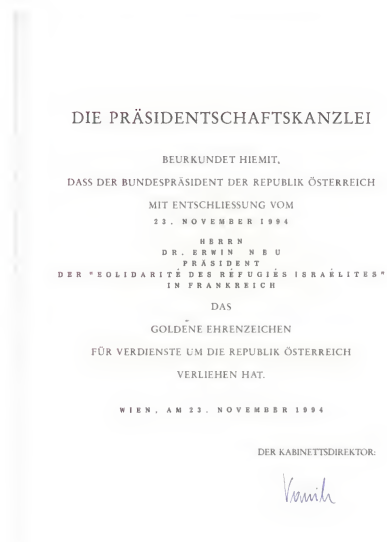 DIE PRÄSIDENTSCHAFTSKANZLEI
BEURKUNDET HIEMIT,
DASS DER BUNDESPRÄSIDENT DER REPUBLIK ÖSTERREICH
MIT ENTSCHLIESSUNG VOM
23. NOVEMBER 1994
HERRN
DR. ERWIN NEU
PRÄSIDENT
DER "SOLIDARITÉ DES RÉFUGIÉS ISRAÉLITES"
IN FRANKREICH
DAS
GOLDENE EHRENZEICHEN
FÜR VERDIENSTE UM DIE REPUBLIK ÖSTERREICH
VERLIEHEN HAT.
WIEN, AM 23. NOVEMBER 1994
DER KABINETTSDIREKTOR: